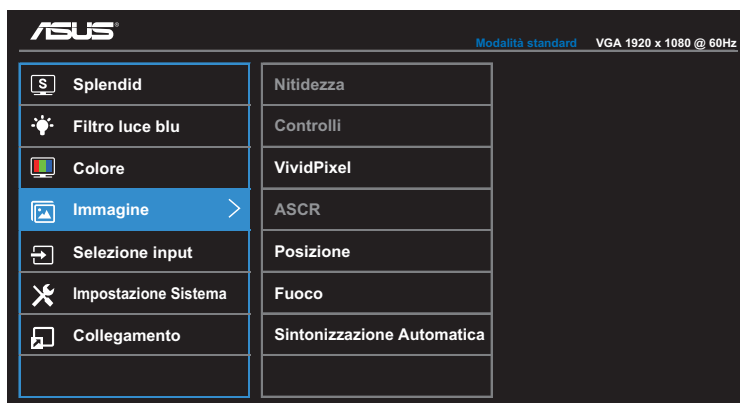 ASUS®
Modalità standard VGA 1920 x 1080 @ 60Hz
S Splendid
Filtro luce blu
Colore
Immagine
Selezione input
Impostazione Sistema
Collegamento
Nitidezza
Controlli
VividPixel
ASCR
Posizione
Fuoco
Sintonizzazione Automatica